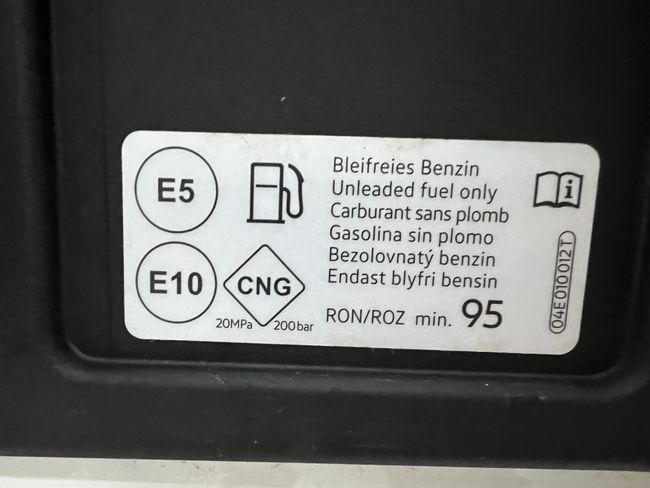 E5
E10
CNG
20MPa 200bar
Bleifreies Benzin
Unleaded fuel only
Carburant sans plomb
Gasolina sin plomo
Bezolovnatý benzin
Endast blyfri bensin
RON/ROZ min. 95
i
04E010012T